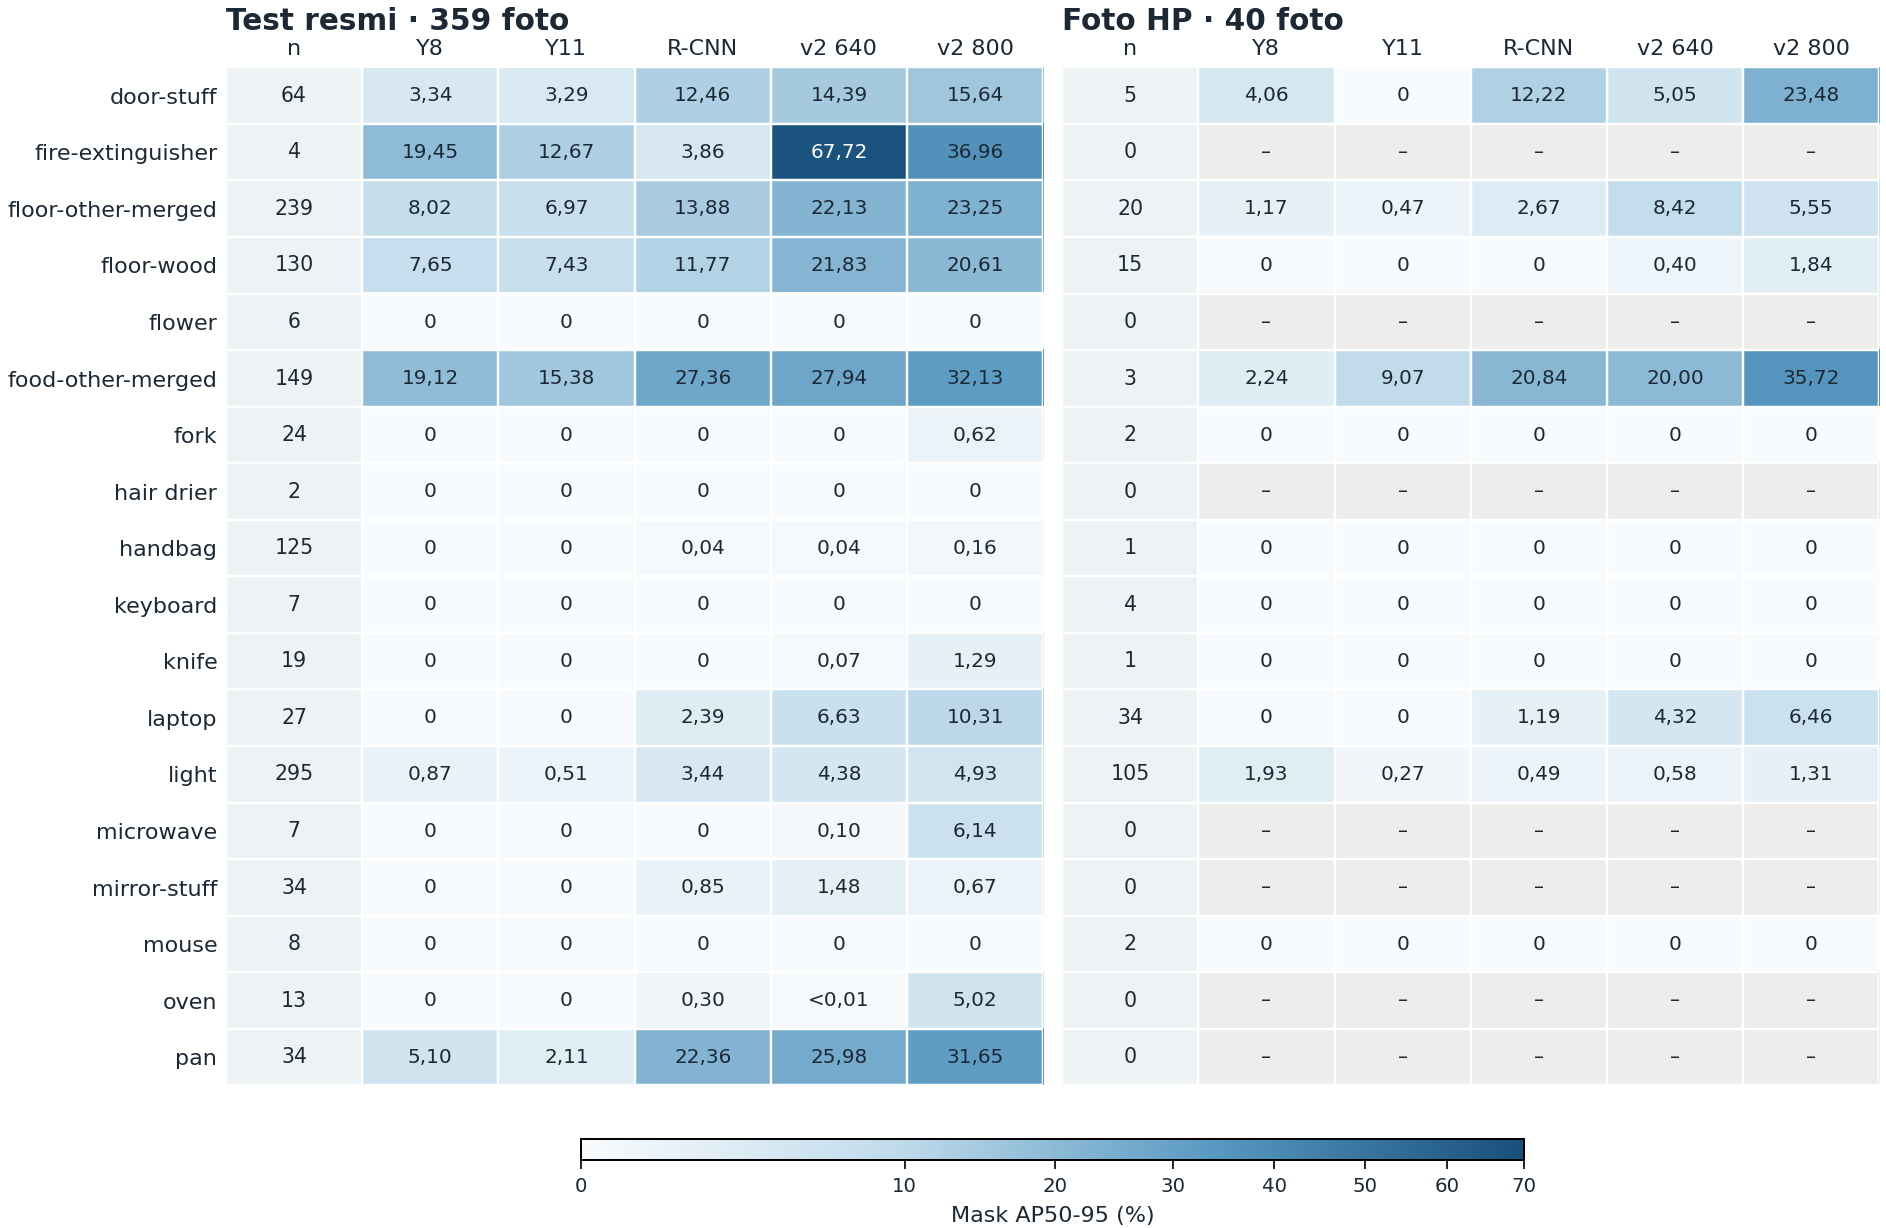 Test resmi · 359 foto Foto HP · 40 foto
n Y8 Y11 R-CNN v2 640 v2 800 n Y8 Y11 R-CNN v2 640 v2 800
door-stuff 64 3,34 3,29 12,46 14,39 15,64 5 4,06 0 12,22 5,05 23,48
fire-extinguisher 4 19,45 12,67 3,86 67,72 36,96 0 – – – – –
floor-other-merged 239 8,02 6,97 13,88 22,13 23,25 20 1,17 0,47 2,67 8,42 5,55
floor-wood 130 7,65 7,43 11,77 21,83 20,61 15 0 0 0 0,40 1,84
flower 6 0 0 0 0 0 0 – – – – –
food-other-merged 149 19,12 15,38 27,36 27,94 32,13 3 2,24 9,07 20,84 20,00 35,72
fork 24 0 0 0 0 0,62 2 0 0 0 0 0
hair drier 2 0 0 0 0 0 0 – – – – –
handbag 125 0 0 0,04 0,04 0,16 1 0 0 0 0 0
keyboard 7 0 0 0 0 0 4 0 0 0 0 0
knife 19 0 0 0 0,07 1,29 1 0 0 0 0 0
laptop 27 0 0 2,39 6,63 10,31 34 0 0 1,19 4,32 6,46
light 295 0,87 0,51 3,44 4,38 4,93 105 1,93 0,27 0,49 0,58 1,31
microwave 7 0 0 0 0,10 6,14 0 – – – – –
mirror-stuff 34 0 0 0,85 1,48 0,67 0 – – – – –
mouse 8 0 0 0 0 0 2 0 0 0 0 0
oven 13 0 0 0,30 <0,01 5,02 0 – – – – –
pan 34 5,10 2,11 22,36 25,98 31,65 0 – – – – –
0 10 20 30 40 50 60 70
Mask AP50-95 (%)